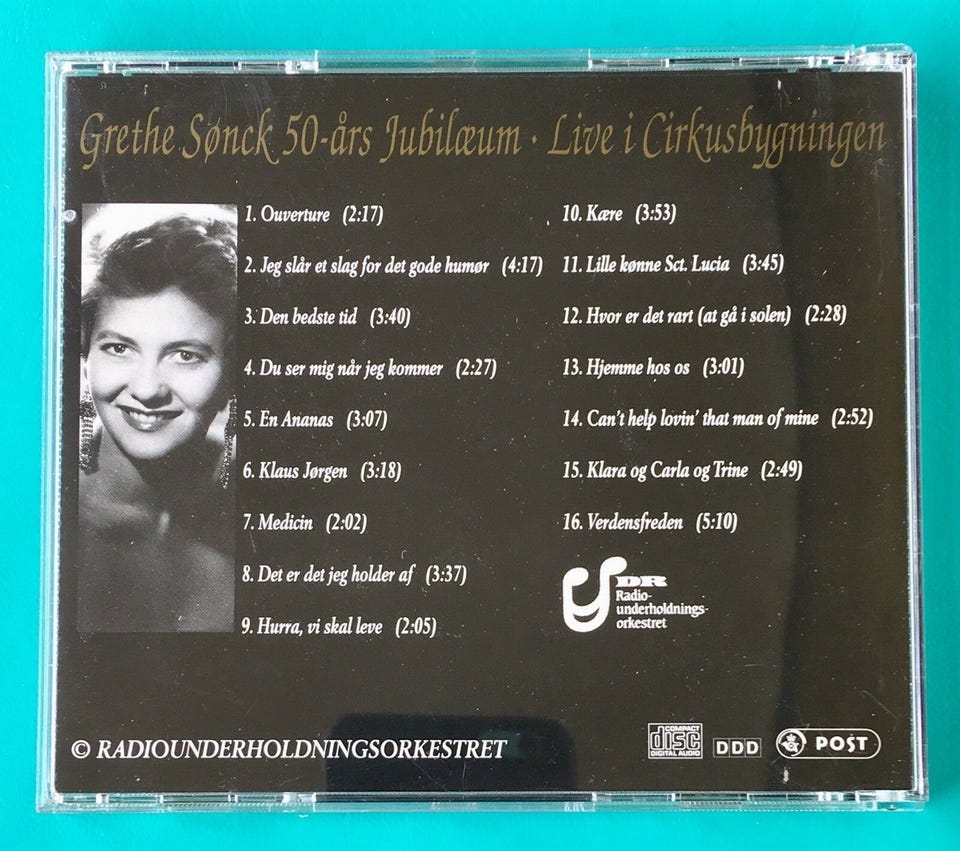 Grethe Sønck 50-års Jubilæum · Live i Cirkusbygningen
1. Ouverture (2:17)
2. Jeg slår et slag for det gode humør (4:17)
3. Den bedste tid (3:40)
4. Du ser mig når jeg kommer (2:27)
5. En Ananas (3:07)
6. Klaus Jørgen (3:18)
7. Medicin (2:02)
8. Det er det jeg holder af (3:37)
9. Hurra, vi skal leve (2:05)
10. Kære (3:53)
11. Lille kønne Sct. Lucia (3:45)
12. Hvor er det rart (at gå i solen) (2:28)
13. Hjemme hos os (3:01)
14. Can't help lovin' that man of mine (2:52)
15. Klara og Carla og Trine (2:49)
16. Verdensfreden (5:10)
DR
Radio-
underholdnings-
orkestret
© RADIOUNDERHOLDNINGSORKESTRET
COMPACT
disc
DIGITAL AUDIO
DDD
POST